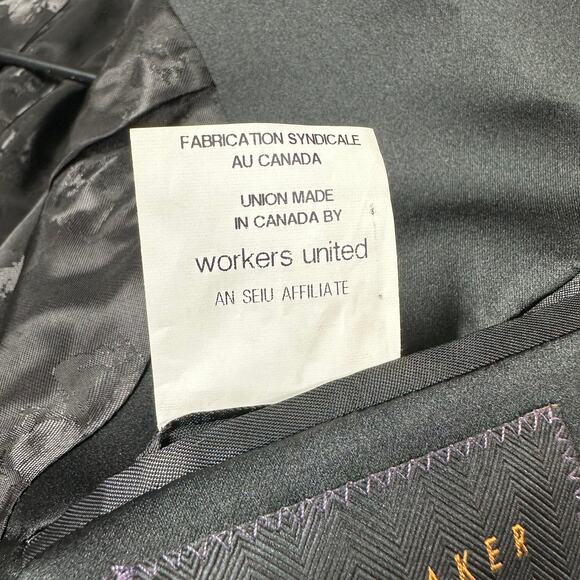 FABRICATION SYNDICALE
AU CANADA
UNION MADE
IN CANADA BY
workers united
AN SEIU AFFILIATE
AKER